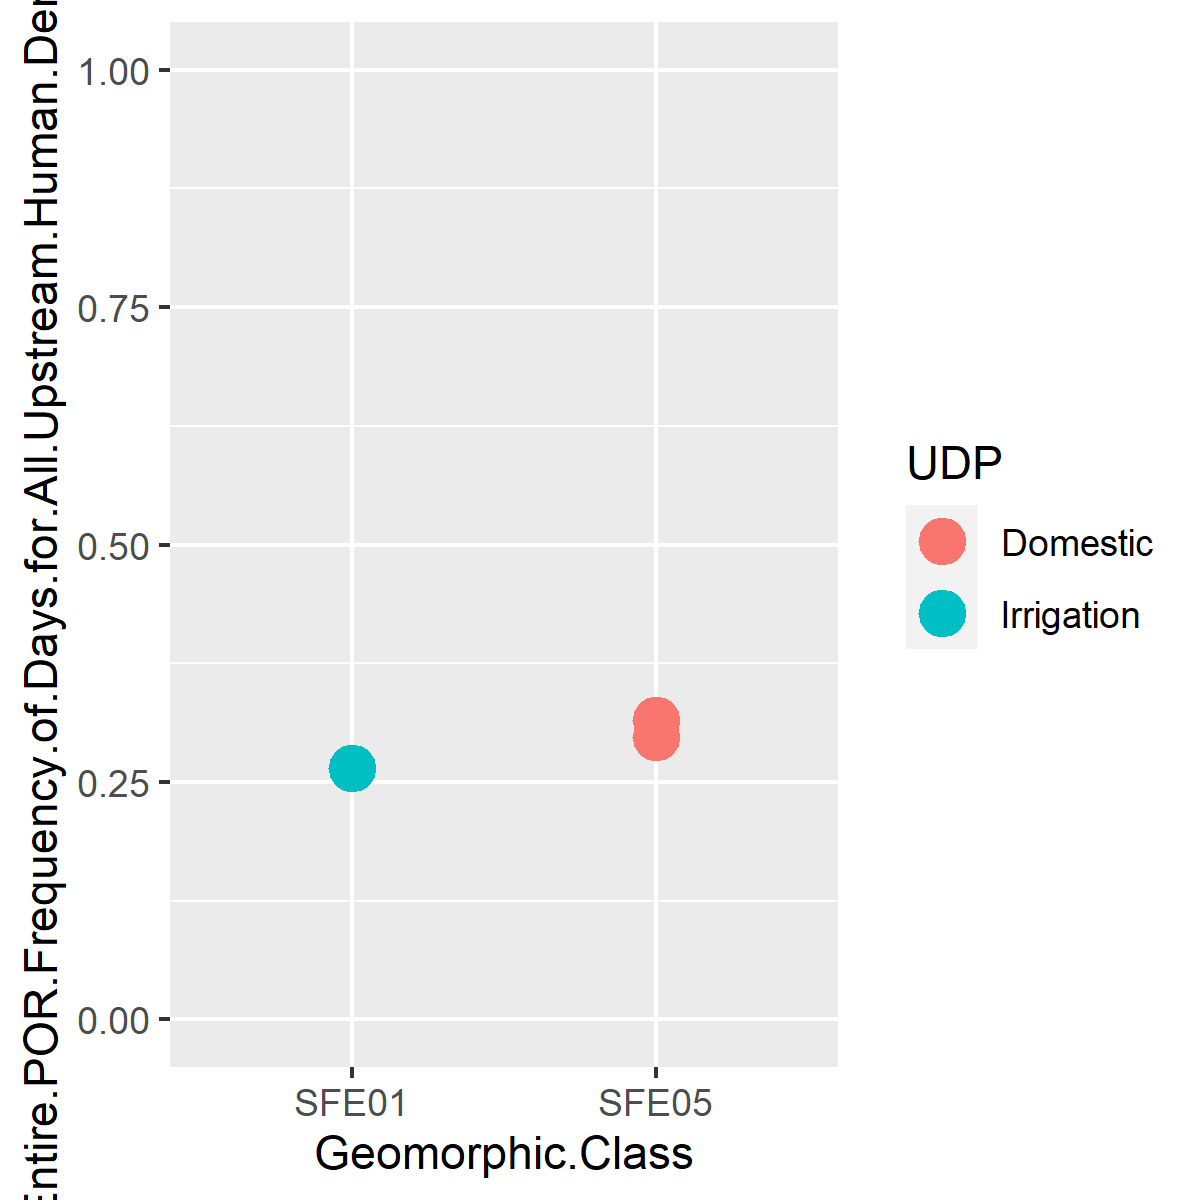 Entire.POR.Frequency.of.Days.for.All.Upstream.Human.Der
1.00
0.75
0.50
0.25
0.00
SFE01 SFE05
Geomorphic.Class
UDP
Domestic
Irrigation